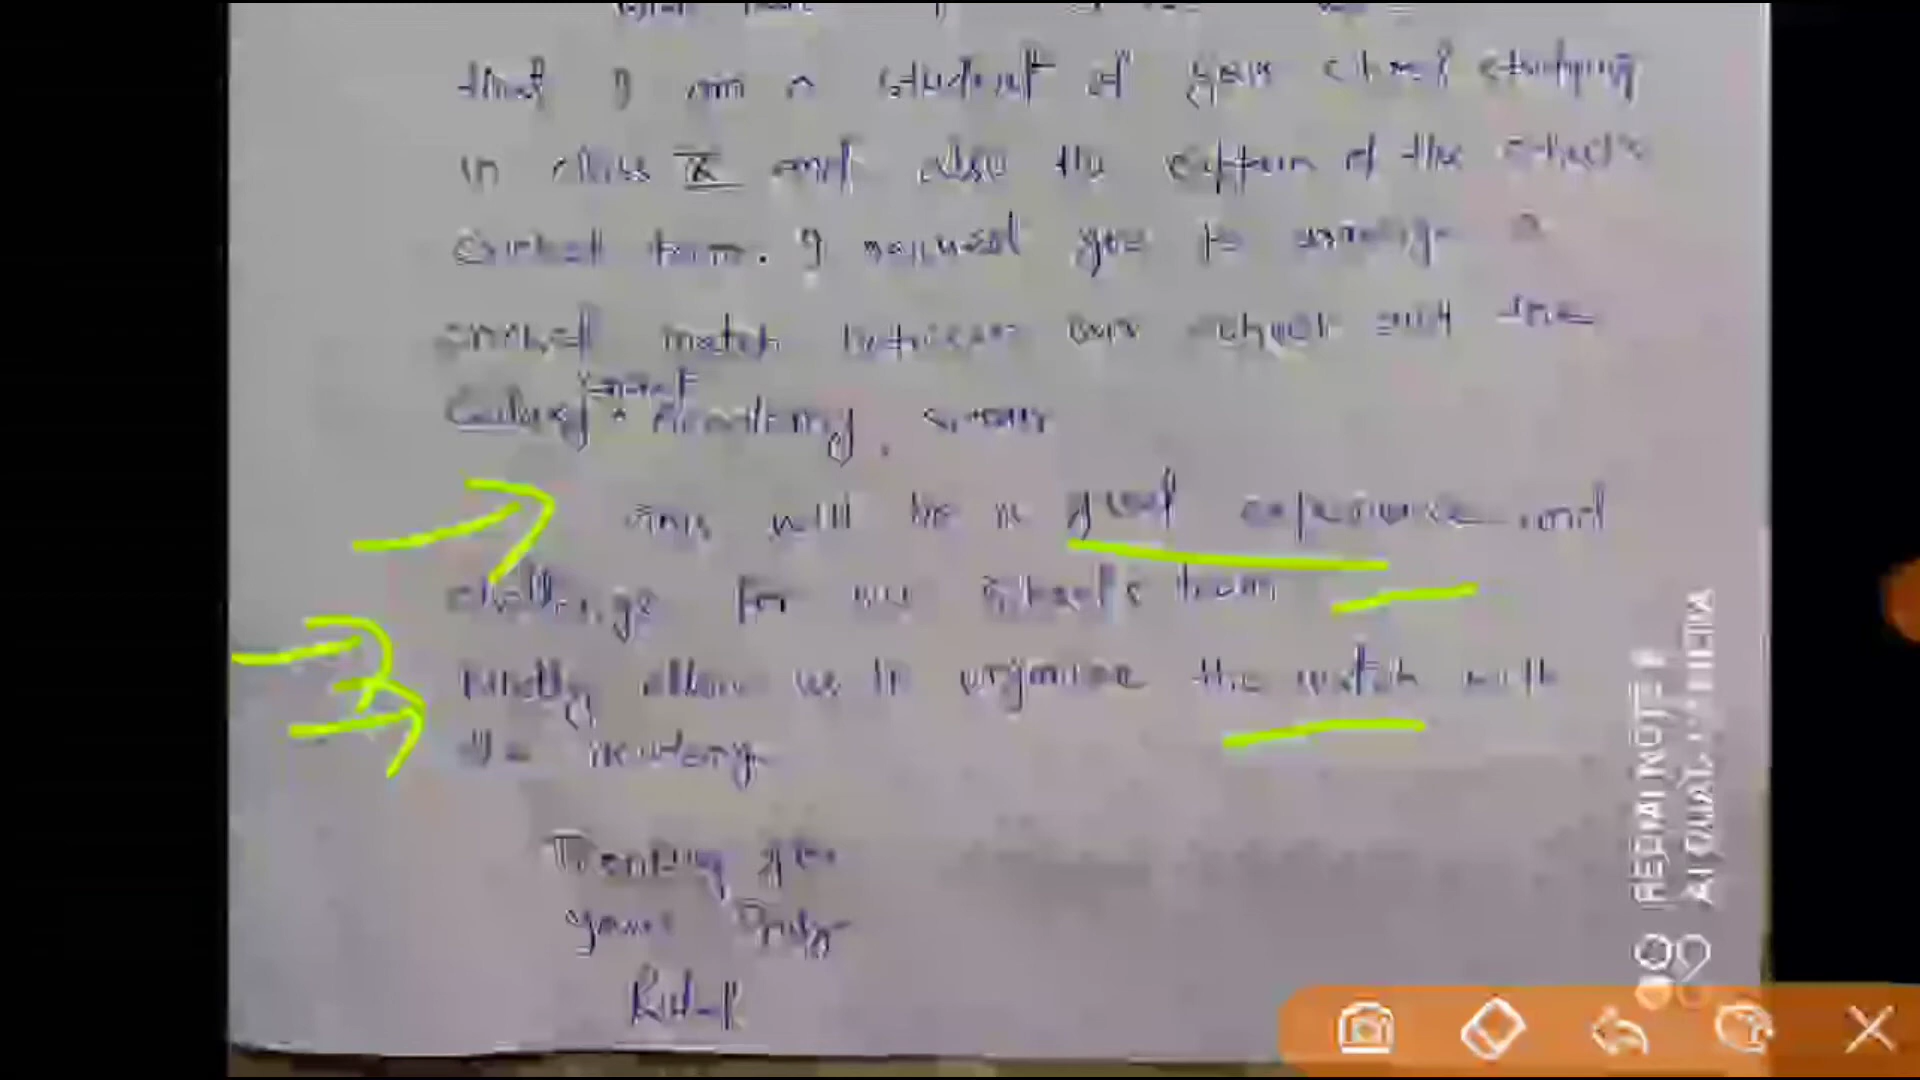 that I am a student of your school studying
in class X and also the captain of the school's
cricket team. I request you to arrange a
cricket match between our school and the
cricket
Academy,
This will be a great experience and
challenge for our school's team
Kindly allow us to organise the match with
the academy.
Thanking you
Yours Truly
REDMI NOTE
AI QUAD CAMERA